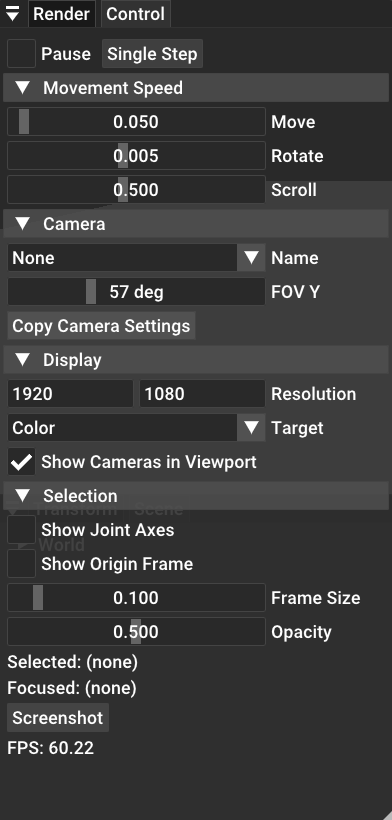 Render Control
Pause Single Step
Movement Speed
0.050 Move
0.005 Rotate
0.500 Scroll
Camera
None Name
57 deg FOV Y
Copy Camera Settings
Display
1920 1080 Resolution
Color Target
Show Cameras in Viewport
Selection
Transform Scene
Show Joint Axes
World
Show Origin Frame
0.100 Frame Size
0.500 Opacity
Selected: (none)
Focused: (none)
Screenshot
FPS: 60.22